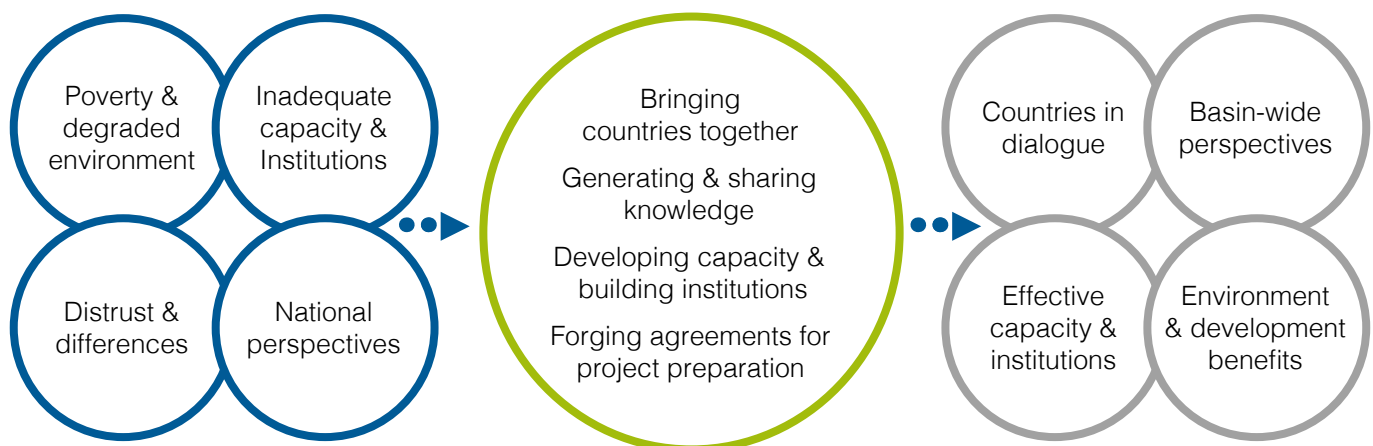 Poverty &
degraded
environment
Inadequate
capacity &
Institutions
Distrust &
differences
National
perspectives
Bringing
countries together
Generating & sharing
knowledge
Developing capacity &
building institutions
Forging agreements for
project preparation
Countries in
dialogue
Basin-wide
perspectives
Effective
capacity &
institutions
Environment
& development
benefits